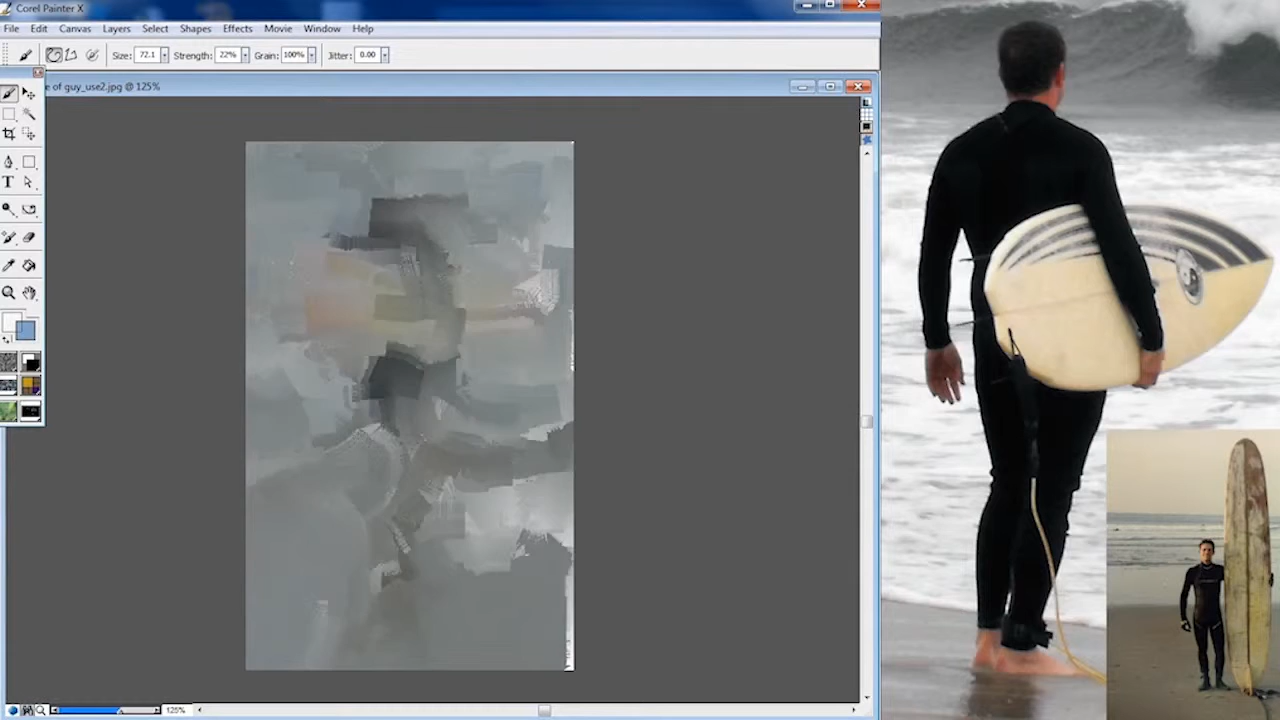 Corel Painter X
File Edit Canvas Layers Select Shapes Effects Movie Window Help
Size: 72.1 Strength: 22% Grain: 100% Jitter: 0.00
e of guy_use2.jpg @ 125%
T
125%